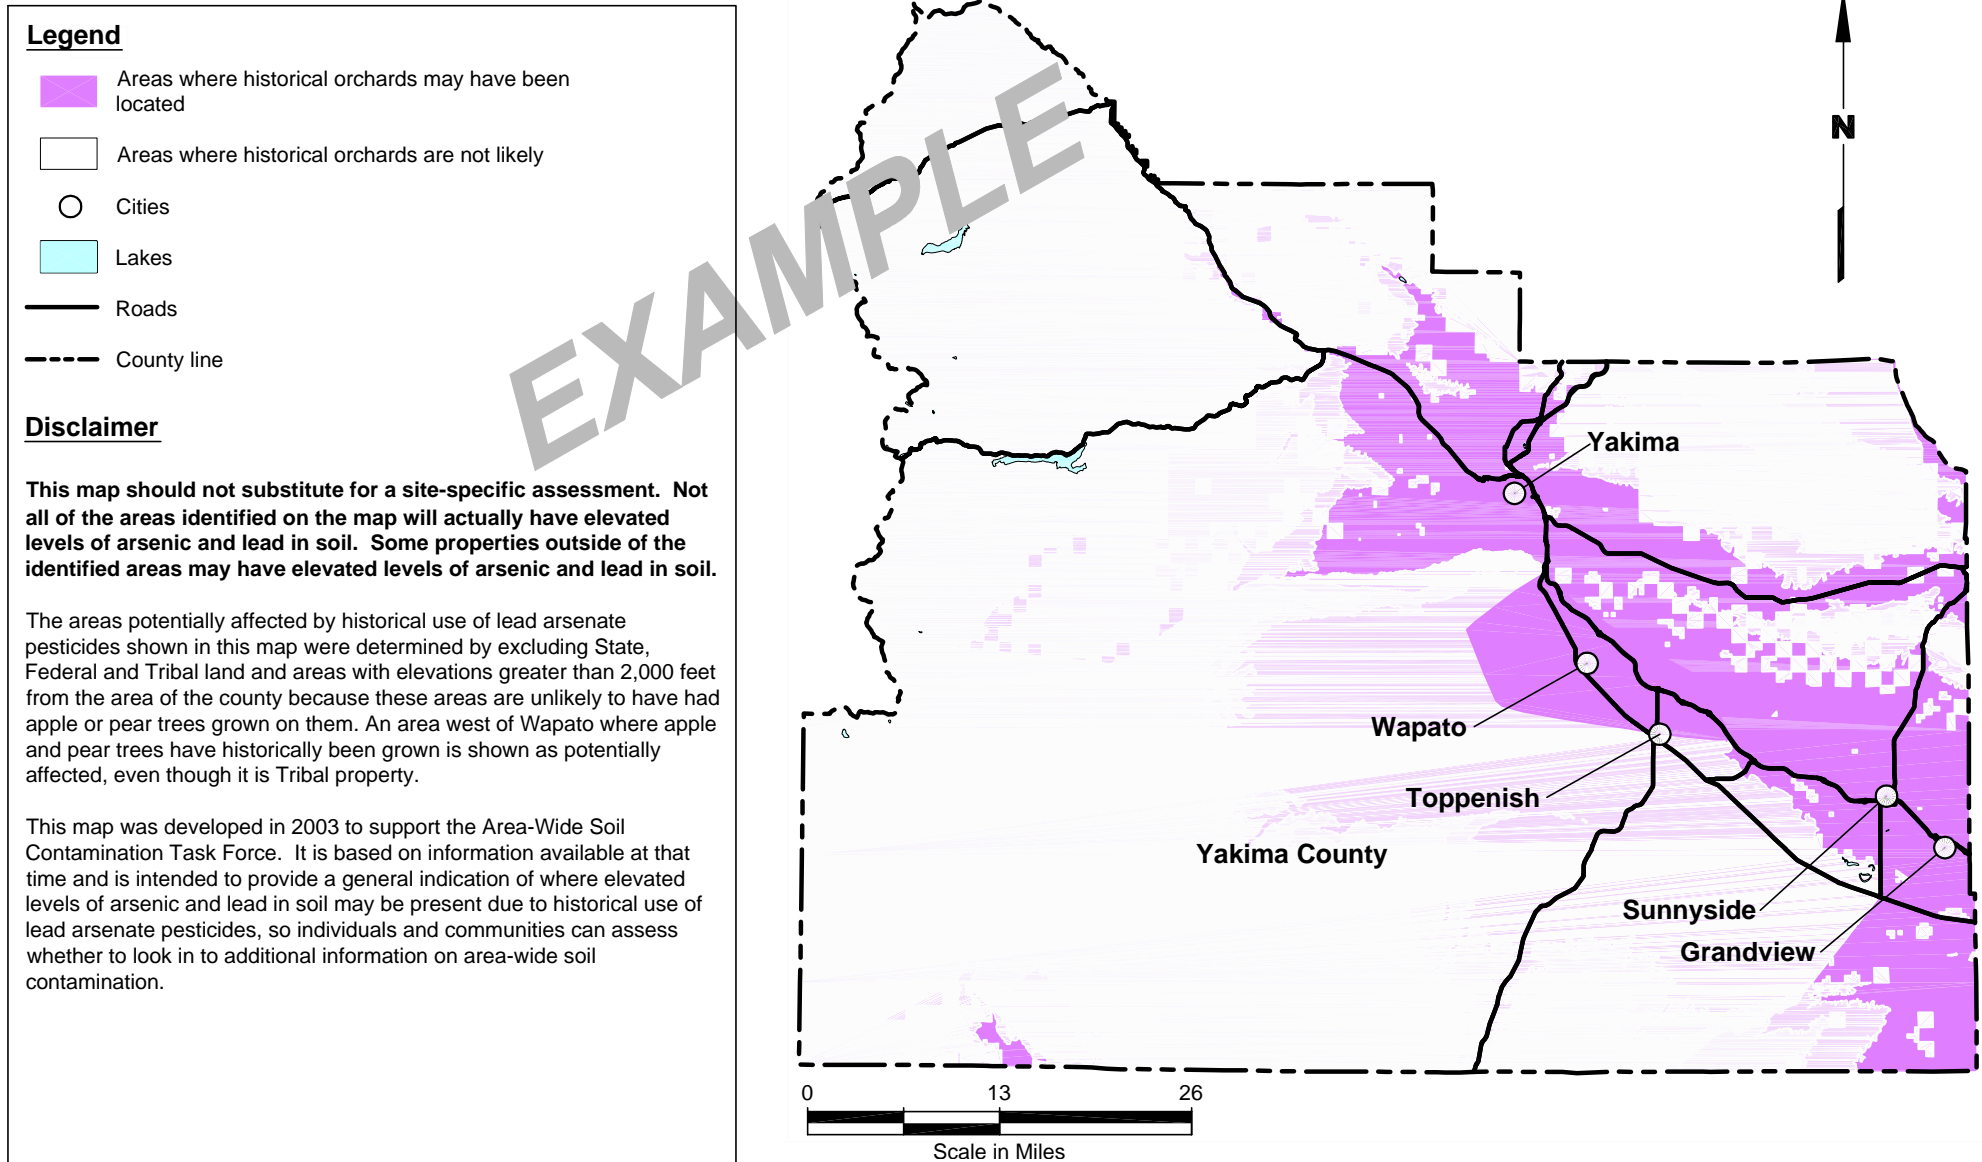 Legend
Areas where historical orchards may have been
located
Areas where historical orchards are not likely
Cities
Lakes
Roads
County line
Disclaimer
This map should not substitute for a site-specific assessment.  Not
all of the areas identified on the map will actually have elevated
levels of arsenic and lead in soil.  Some properties outside of the
identified areas may have elevated levels of arsenic and lead in soil.
The areas potentially affected by historical use of lead arsenate
pesticides shown in this map were determined by excluding State,
Federal and Tribal land and areas with elevations greater than 2,000 feet
from the area of the county because these areas are unlikely to have had
apple or pear trees grown on them. An area west of Wapato where apple
and pear trees have historically been grown is shown as potentially
affected, even though it is Tribal property.
This map was developed in 2003 to support the Area-Wide Soil
Contamination Task Force.  It is based on information available at that
time and is intended to provide a general indication of where elevated
levels of arsenic and lead in soil may be present due to historical use of
lead arsenate pesticides, so individuals and communities can assess
whether to look in to additional information on area-wide soil
contamination.
EXAMPLE
N
Yakima
Wapato
Toppenish
Yakima County
Sunnyside
Grandview
0 13 26
Scale in Miles